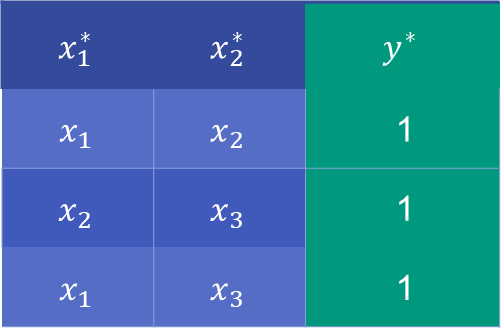 x₁* x₂* y*
x₁ x₂ 1
x₂ x₃ 1
x₁ x₃ 1